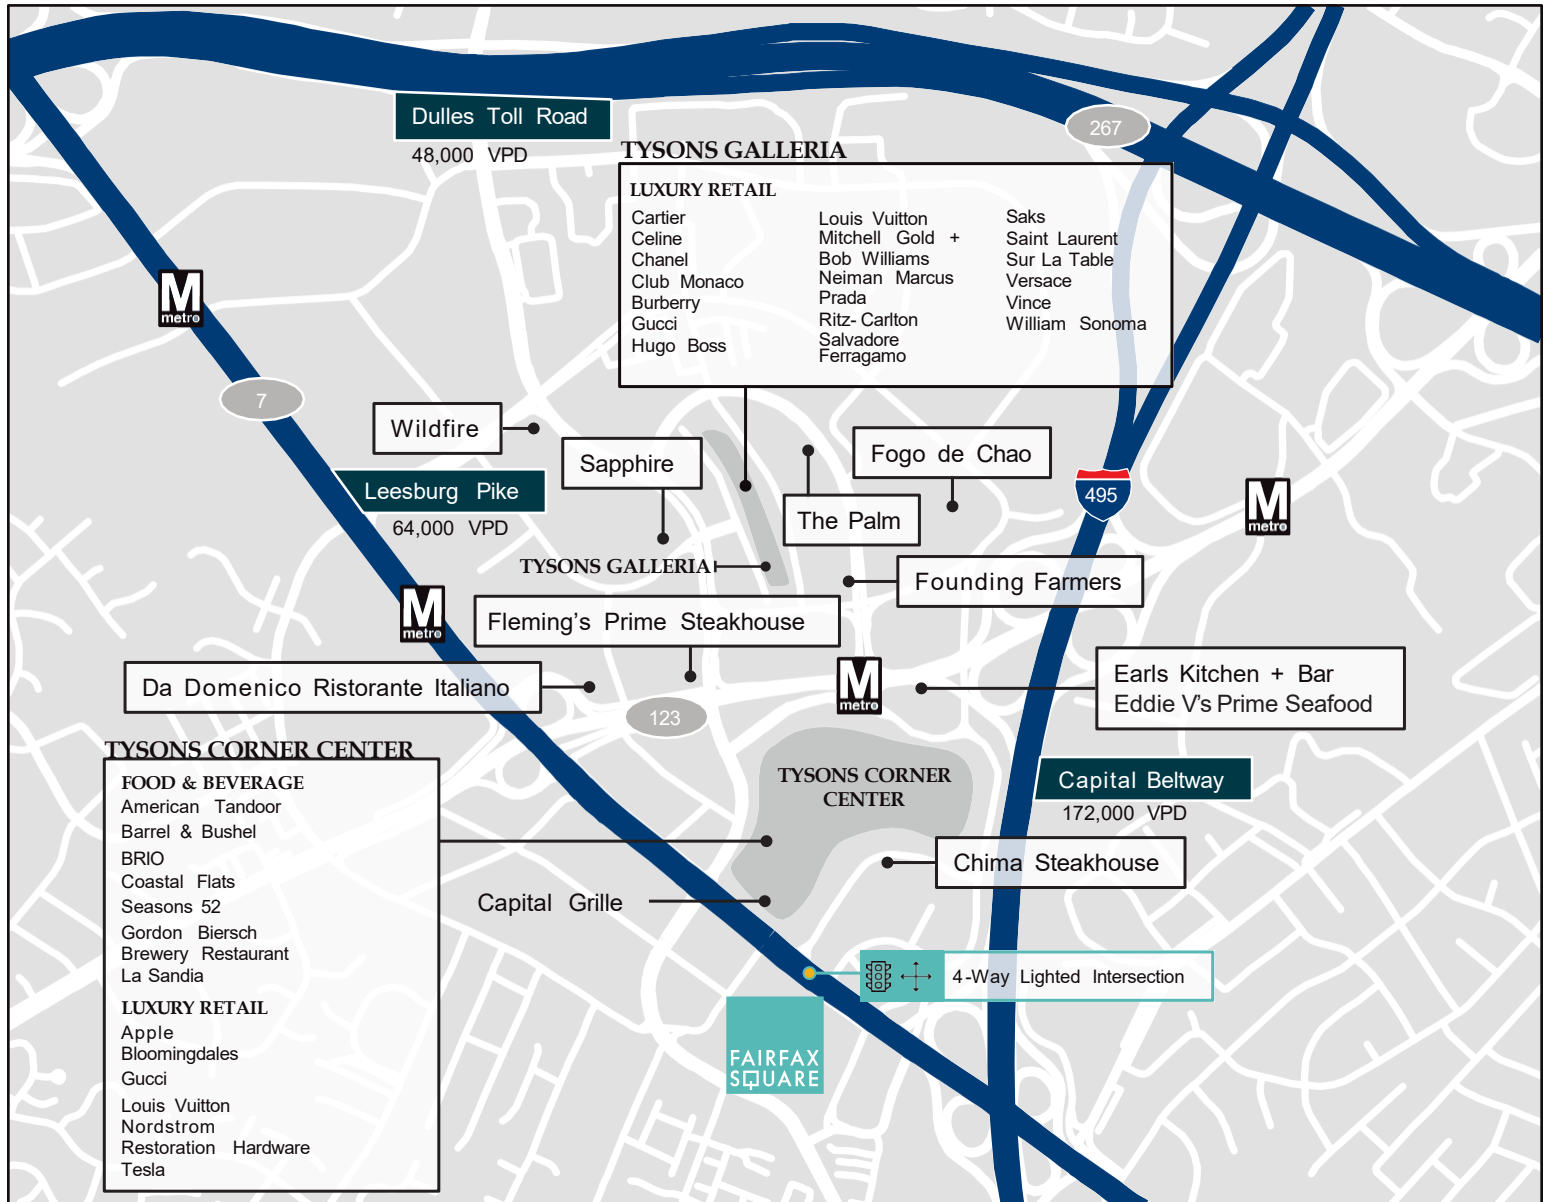 Dulles Toll Road
48,000 VPD
267
TYSONS GALLERIA
LUXURY RETAIL
Cartier
Celine
Chanel
Club Monaco
Burberry
Gucci
Hugo Boss
Louis Vuitton
Mitchell Gold +
Bob Williams
Neiman Marcus
Prada
Ritz-Carlton
Salvadore
Ferragamo
Saks
Saint Laurent
Sur La Table
Versace
Vince
William Sonoma
M
metro
7
Wildfire
Sapphire
Fogo de Chao
Leesburg Pike
64,000 VPD
495
M
metro
The Palm
TYSONS GALLERIA
Founding Farmers
M
metro
Fleming's Prime Steakhouse
Da Domenico Ristorante Italiano
M
metro
Earls Kitchen + Bar
Eddie V's Prime Seafood
123
TYSONS CORNER CENTER
FOOD & BEVERAGE
American Tandoor
Barrel & Bushel
BRIO
Coastal Flats
Seasons 52
Gordon Biersch
Brewery Restaurant
La Sandia
LUXURY RETAIL
Apple
Bloomingdales
Gucci
Louis Vuitton
Nordstrom
Restoration Hardware
Tesla
TYSONS CORNER
CENTER
Capital Beltway
172,000 VPD
Chima Steakhouse
Capital Grille
4-Way Lighted Intersection
FAIRFAX
SQUARE